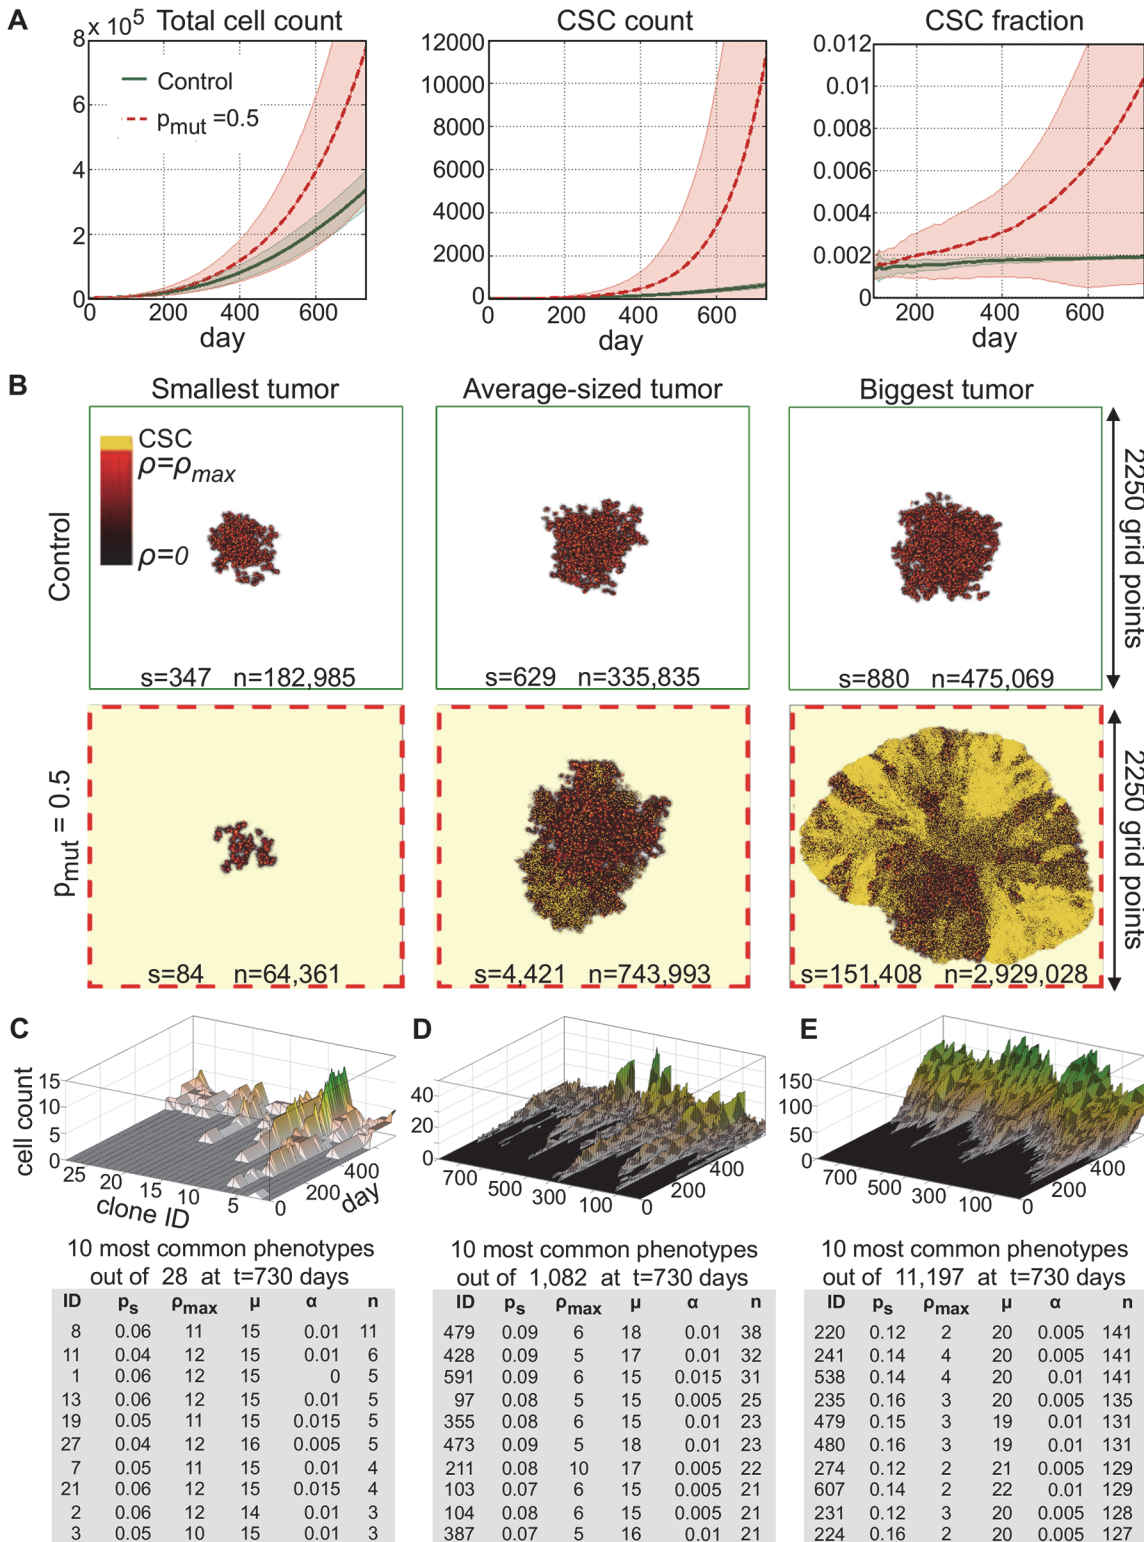 A
Total cell count
CSC count
CSC fraction
8 x 10⁵
6
4
2
0
Control
p_mut =0.5
0 200 400 600
day
12000
10000
8000
6000
4000
2000
0
0 200 400 600
day
0.012
0.01
0.008
0.006
0.004
0.002
0
200 400 600
day
B
Smallest tumor
Average-sized tumor
Biggest tumor
Control
CSC
ρ=ρ_max
ρ=0
s=347 n=182,985
s=629 n=335,835
s=880 n=475,069
2250 grid points
p_mut = 0.5
s=84 n=64,361
s=4,421 n=743,993
s=151,408 n=2,929,028
2250 grid points
C
cell count
15
10
5
0
25 20 15 10 5
clone ID
0 200 400
day
D
40
20
0
700 500 300 100
0 200 400
E
150
100
50
0
700 500 300 100
0 200 400
10 most common phenotypes
out of 28 at t=730 days
ID p_s ρ_max μ α n
8 0.06 11 15 0.01 11
11 0.04 12 15 0.01 6
1 0.06 12 15 0 5
13 0.06 12 15 0.01 5
19 0.05 11 15 0.015 5
27 0.04 12 16 0.005 5
7 0.05 11 15 0.01 4
21 0.06 12 15 0.015 4
2 0.06 12 14 0.01 3
3 0.05 10 15 0.01 3
10 most common phenotypes
out of 1,082 at t=730 days
ID p_s ρ_max μ α n
479 0.09 6 18 0.01 38
428 0.09 5 17 0.01 32
591 0.09 6 15 0.015 31
97 0.08 5 15 0.005 25
355 0.08 6 15 0.01 23
473 0.09 5 18 0.01 23
211 0.08 10 17 0.005 22
103 0.07 6 15 0.005 21
104 0.08 6 15 0.005 21
387 0.07 5 16 0.01 21
10 most common phenotypes
out of 11,197 at t=730 days
ID p_s ρ_max μ α n
220 0.12 2 20 0.005 141
241 0.14 4 20 0.005 141
538 0.14 4 20 0.01 141
235 0.16 3 20 0.005 135
479 0.15 3 19 0.01 131
480 0.16 3 19 0.01 131
274 0.12 2 21 0.005 129
607 0.14 2 22 0.01 129
231 0.12 3 20 0.005 128
224 0.16 2 20 0.005 127